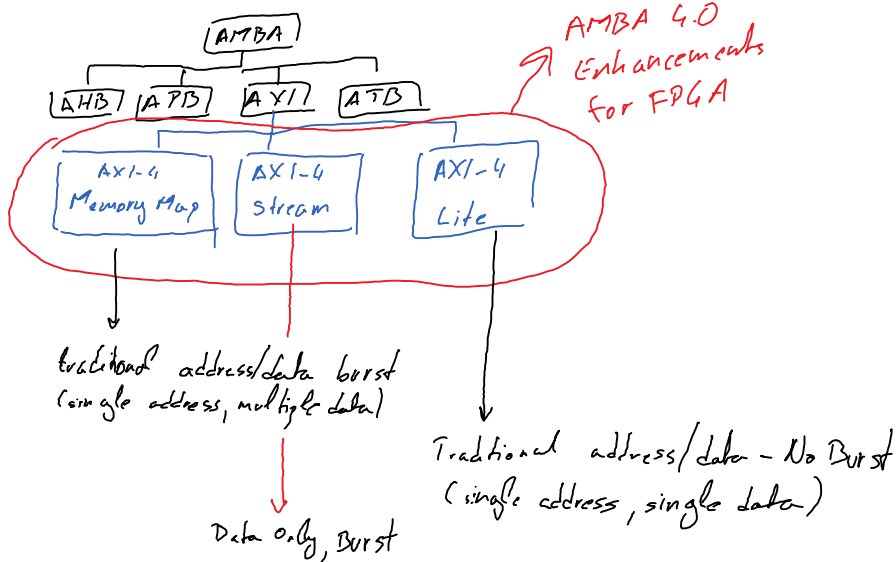 AMBA
AMBA 4.0
Enhancements
for FPGA
AHB APB AXI ATB
AXI-4
Memory Map
AXI-4
Stream
AXI-4
Lite
traditional address/data burst
(single address, multiple data)
Traditional address/data - No Burst
(single address, single data)
Data Only, Burst